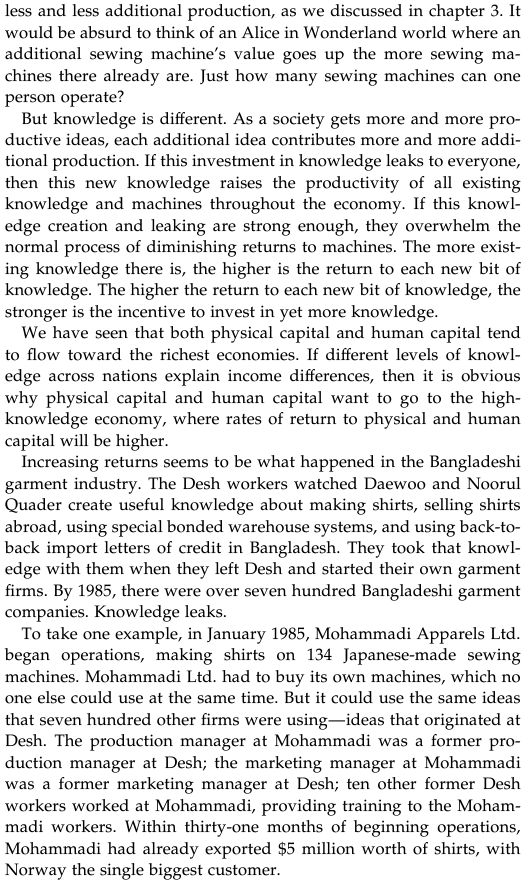 less and less additional production, as we discussed in chapter 3. It
would be absurd to think of an Alice in Wonderland world where an
additional sewing machine's value goes up the more sewing ma-
chines there already are. Just how many sewing machines can one
person operate?
But knowledge is different. As a society gets more and more pro-
ductive ideas, each additional idea contributes more and more addi-
tional production. If this investment in knowledge leaks to everyone,
then this new knowledge raises the productivity of all existing
knowledge and machines throughout the economy. If this knowl-
edge creation and leaking are strong enough, they overwhelm the
normal process of diminishing returns to machines. The more exist-
ing knowledge there is, the higher is the return to each new bit of
knowledge. The higher the return to each new bit of knowledge, the
stronger is the incentive to invest in yet more knowledge.
We have seen that both physical capital and human capital tend
to flow toward the richest economies. If different levels of knowl-
edge across nations explain income differences, then it is obvious
why physical capital and human capital want to go to the high-
knowledge economy, where rates of return to physical and human
capital will be higher.
Increasing returns seems to be what happened in the Bangladeshi
garment industry. The Desh workers watched Daewoo and Noorul
Quader create useful knowledge about making shirts, selling shirts
abroad, using special bonded warehouse systems, and using back-to-
back import letters of credit in Bangladesh. They took that knowl-
edge with them when they left Desh and started their own garment
firms. By 1985, there were over seven hundred Bangladeshi garment
companies. Knowledge leaks.
To take one example, in January 1985, Mohammadi Apparels Ltd.
began operations, making shirts on 134 Japanese-made sewing
machines. Mohammadi Ltd. had to buy its own machines, which no
one else could use at the same time. But it could use the same ideas
that seven hundred other firms were using—ideas that originated at
Desh. The production manager at Mohammadi was a former pro-
duction manager at Desh; the marketing manager at Mohammadi
was a former marketing manager at Desh; ten other former Desh
workers worked at Mohammadi, providing training to the Moham-
madi workers. Within thirty-one months of beginning operations,
Mohammadi had already exported $5 million worth of shirts, with
Norway the single biggest customer.